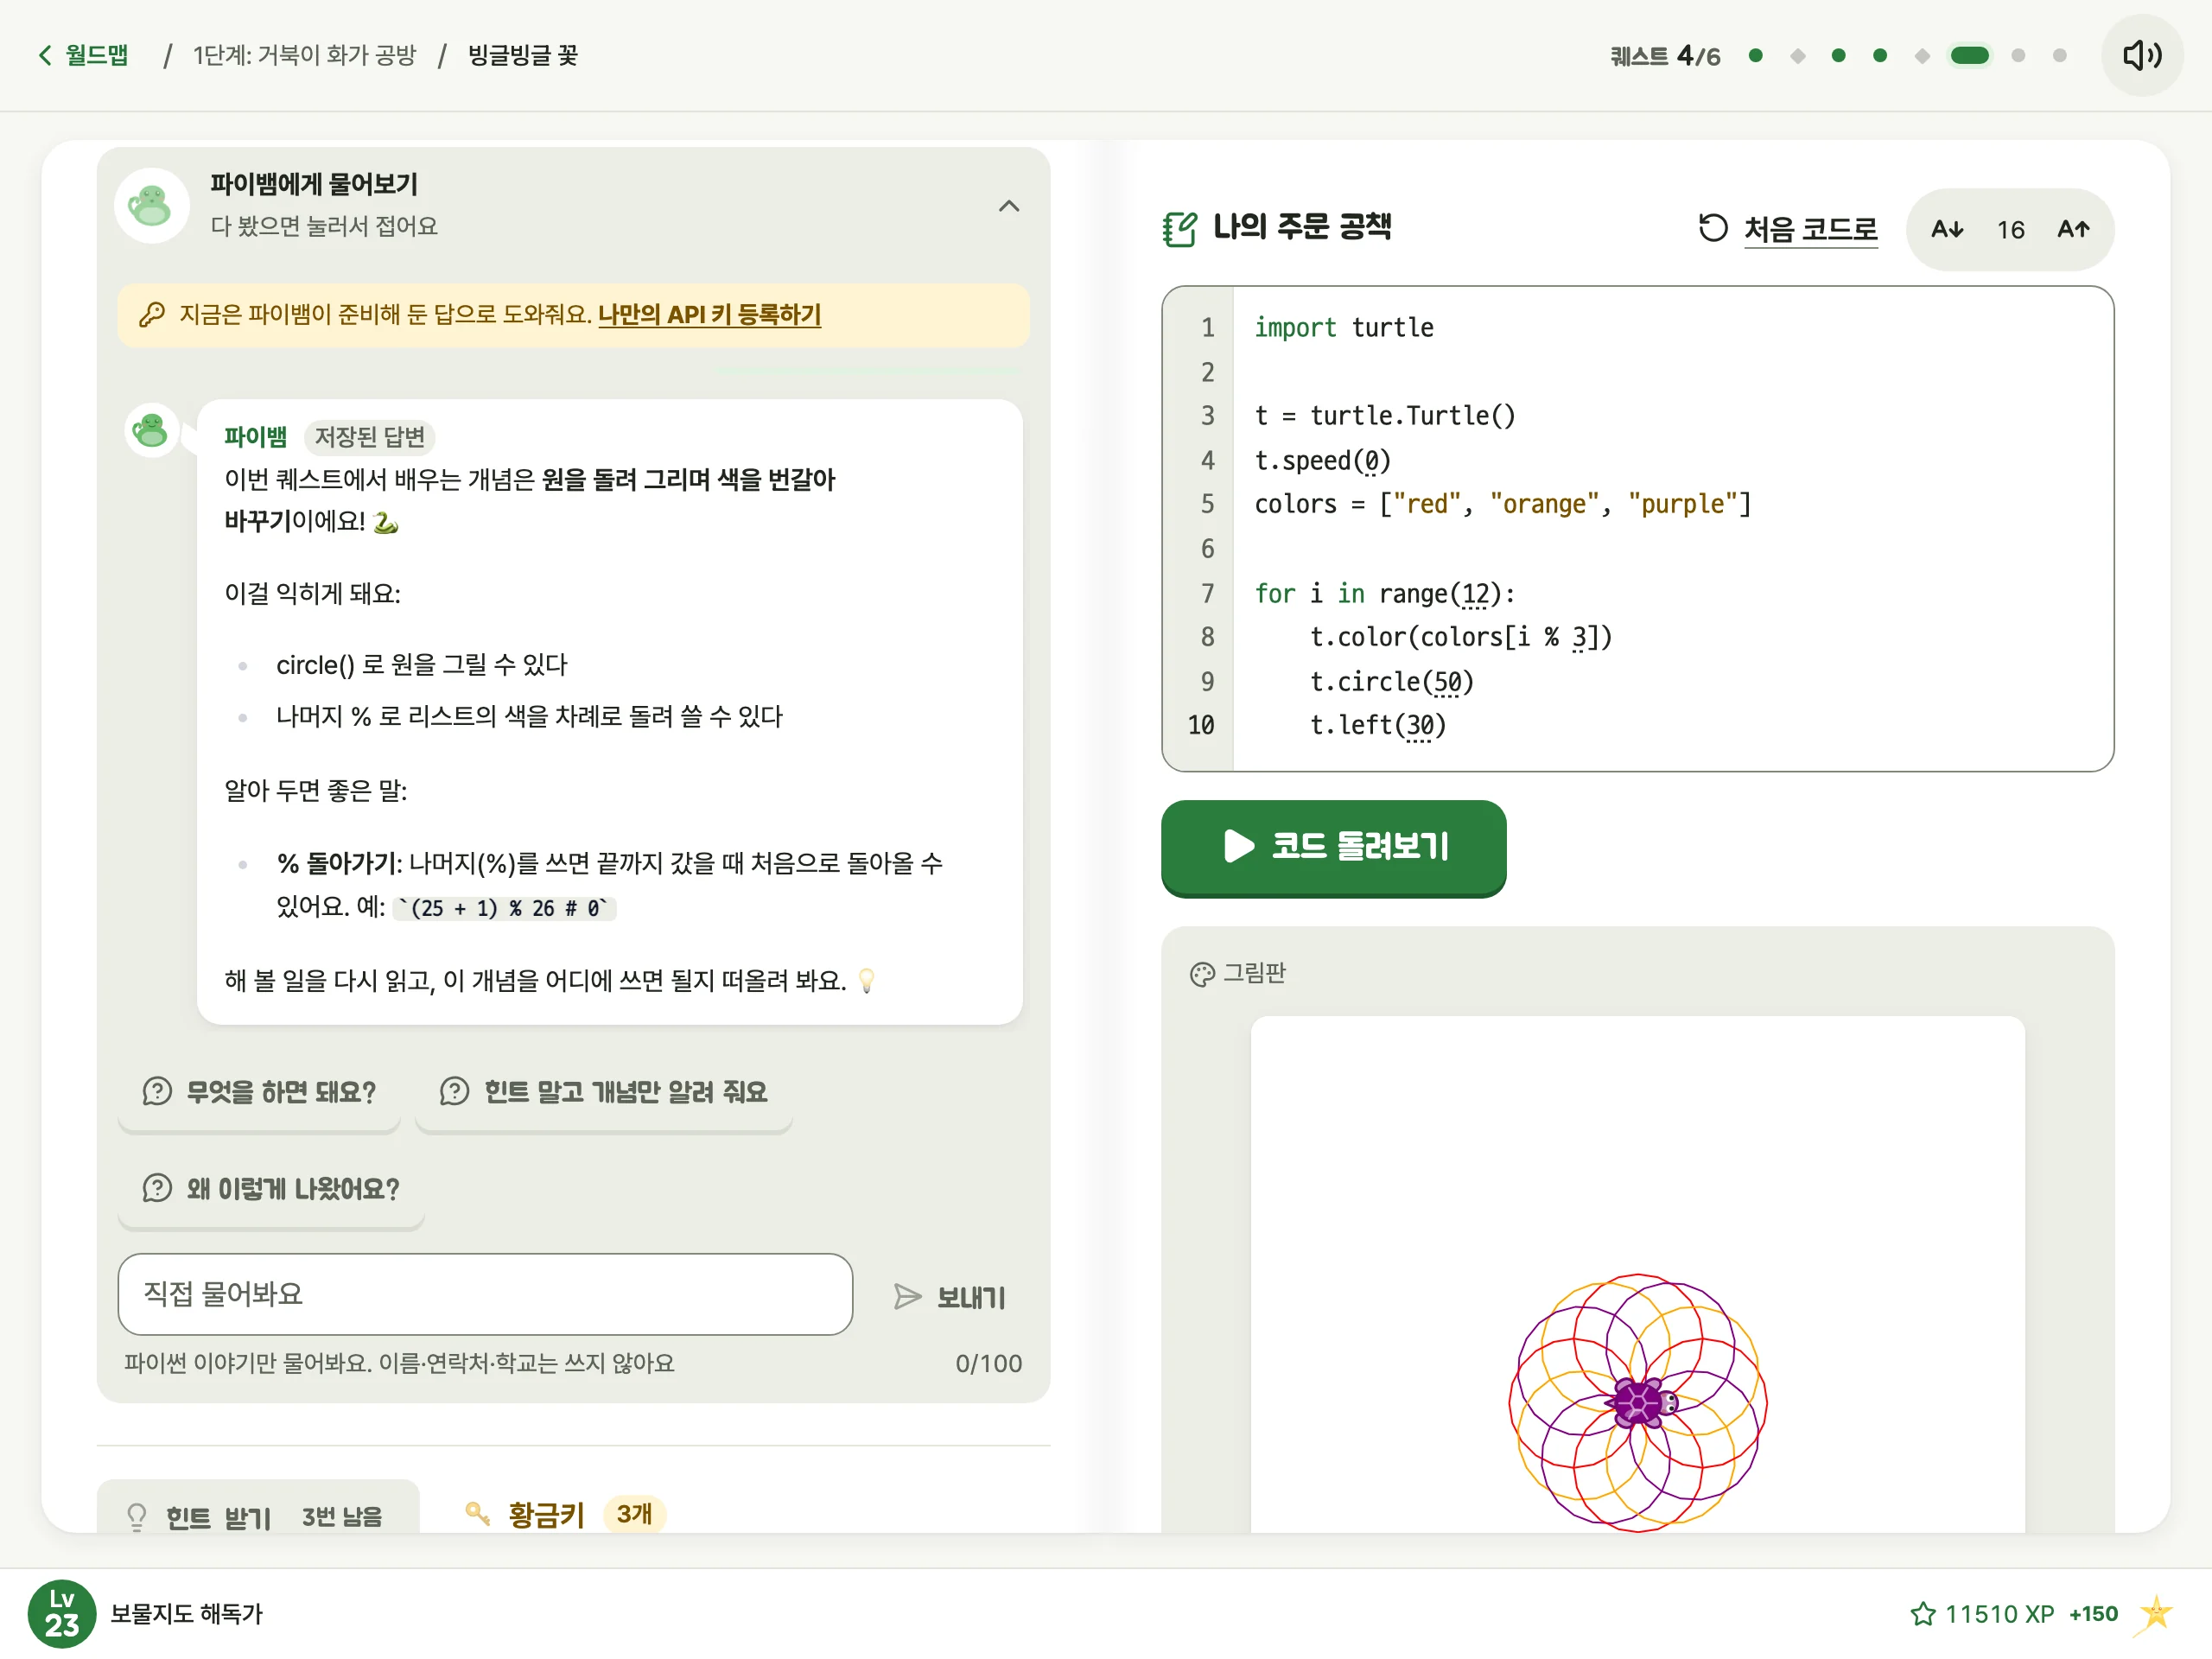 월드맵 / 1단계: 거북이 화가 공방 / 빙글빙글 꽃
퀘스트 4/6
파이뱀에게 물어보기
다 봤으면 눌러서 접어요
지금은 파이뱀이 준비해 둔 답으로 도와줘요. 나만의 API 키 등록하기
파이뱀 저장된 답변
이번 퀘스트에서 배우는 개념은 원을 돌려 그리며 색을 번갈아
바꾸기이에요! 🐍
이걸 익히게 돼요:
• circle() 로 원을 그릴 수 있다
• 나머지 % 로 리스트의 색을 차례로 돌려 쓸 수 있다
알아 두면 좋은 말:
• % 돌아가기: 나머지(%)를 쓰면 끝까지 갔을 때 처음으로 돌아올 수
있어요. 예: `(25 + 1) % 26 # 0`
해 볼 일을 다시 읽고, 이 개념을 어디에 쓰면 될지 떠올려 봐요. 💡
무엇을 하면 돼요?
힌트 말고 개념만 알려 줘요
왜 이렇게 나왔어요?
직접 물어봐요
보내기
파이썬 이야기만 물어봐요. 이름·연락처·학교는 쓰지 않아요
0/100
힌트 받기 3번 남음
황금키 3개
나의 주문 공책
처음 코드로
A↓ 16 A↑
1 import turtle
2
3 t = turtle.Turtle()
4 t.speed(0)
5 colors = ["red", "orange", "purple"]
6
7 for i in range(12):
8     t.color(colors[i % 3])
9     t.circle(50)
10     t.left(30)
코드 돌려보기
그림판
Lv
23
보물지도 해독가
11510 XP +150